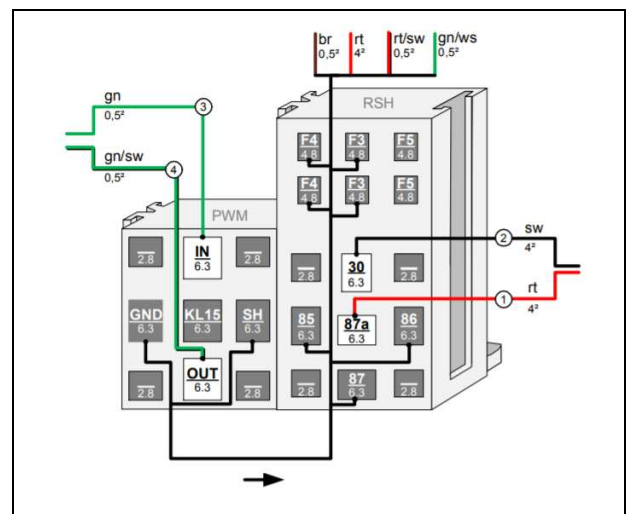 br rt rt/sw gn/ws
0,5² 4² 0,5² 0,5²
gn
0,5²
3
RSH
gn/sw
0,5²
4
F4 F3 F5
4.8 4.8 4.8
F4 F3 F5
4.8 4.8 4.8
PWM
2.8 IN 2.8
6.3
2.8 30 2.8
6.3
2 sw
4²
GND KL15 SH
6.3 6.3 6.3
85 87a 86
6.3 6.3 6.3
1 rt
4²
2.8 OUT 2.8
6.3
2.8 87 2.8
6.3